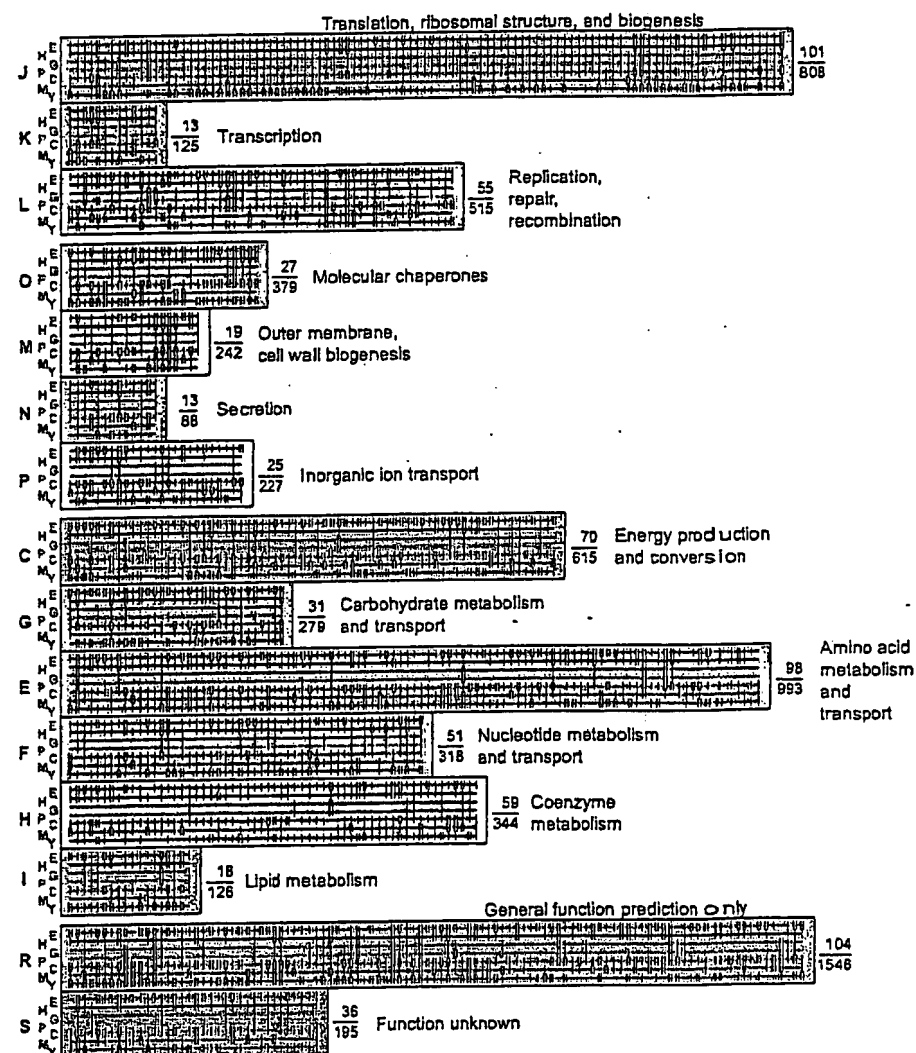 Translation, ribosomal structure, and biogenesis
J
E
H
G
P
C
M
Y
101
808
K
E
H
G
P
C
M
Y
13
125
Transcription
L
E
H
G
P
C
M
Y
55
515
Replication,
repair,
recombination
O
E
H
G
P
C
M
Y
27
379
Molecular chaperones
M
E
H
G
P
C
M
Y
19
242
Outer membrane,
cell wall biogenesis
N
E
H
G
P
C
M
Y
13
88
Secretion
P
E
H
G
P
C
M
Y
25
227
Inorganic ion transport
C
E
H
G
P
C
M
Y
70
615
Energy production
and conversion
G
E
H
G
P
C
M
Y
31
279
Carbohydrate metabolism
and transport
E
E
H
G
P
C
M
Y
98
993
Amino acid
metabolism
and
transport
F
E
H
G
P
C
M
Y
51
318
Nucleotide metabolism
and transport
H
E
H
G
P
C
M
Y
59
344
Coenzyme
metabolism
I
E
H
G
P
C
M
Y
18
126
Lipid metabolism
General function prediction only
R
E
H
G
P
C
M
Y
104
1546
S
E
H
G
P
C
M
Y
36
195
Function unknown